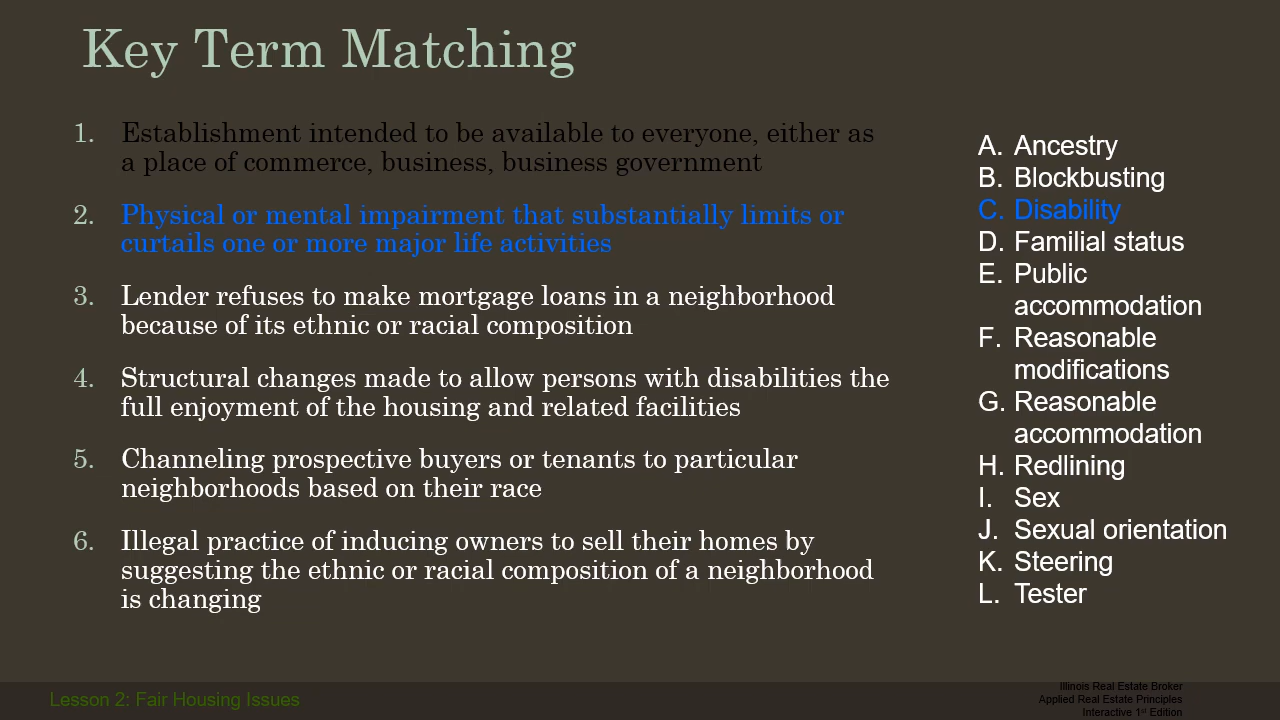 Key Term Matching
1. Establishment intended to be available to everyone, either as
a place of commerce, business, business government
2. Physical or mental impairment that substantially limits or
curtails one or more major life activities
3. Lender refuses to make mortgage loans in a neighborhood
because of its ethnic or racial composition
4. Structural changes made to allow persons with disabilities the
full enjoyment of the housing and related facilities
5. Channeling prospective buyers or tenants to particular
neighborhoods based on their race
6. Illegal practice of inducing owners to sell their homes by
suggesting the ethnic or racial composition of a neighborhood
is changing
A. Ancestry
B. Blockbusting
C. Disability
D. Familial status
E. Public
accommodation
F. Reasonable
modifications
G. Reasonable
accommodation
H. Redlining
I. Sex
J. Sexual orientation
K. Steering
L. Tester
Lesson 2: Fair Housing Issues
Illinois Real Estate Broker
Applied Real Estate Principles
Interactive 1st Edition